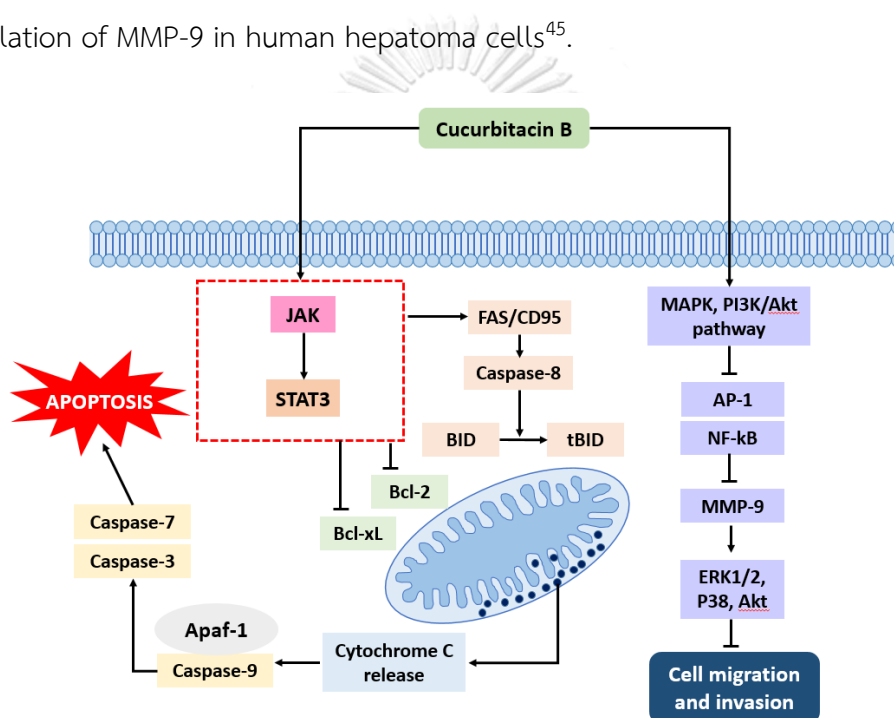 lation of MMP-9 in human hepatoma cells⁴⁵.
Cucurbitacin B
JAK
STAT3
FAS/CD95
Caspase-8
BID
tBID
MAPK, PI3K/Akt
pathway
AP-1
NF-kB
MMP-9
ERK1/2,
P38, Akt
Cell migration
and invasion
APOPTOSIS
Bcl-2
Bcl-xL
Caspase-7
Caspase-3
Apaf-1
Caspase-9
Cytochrome C
release